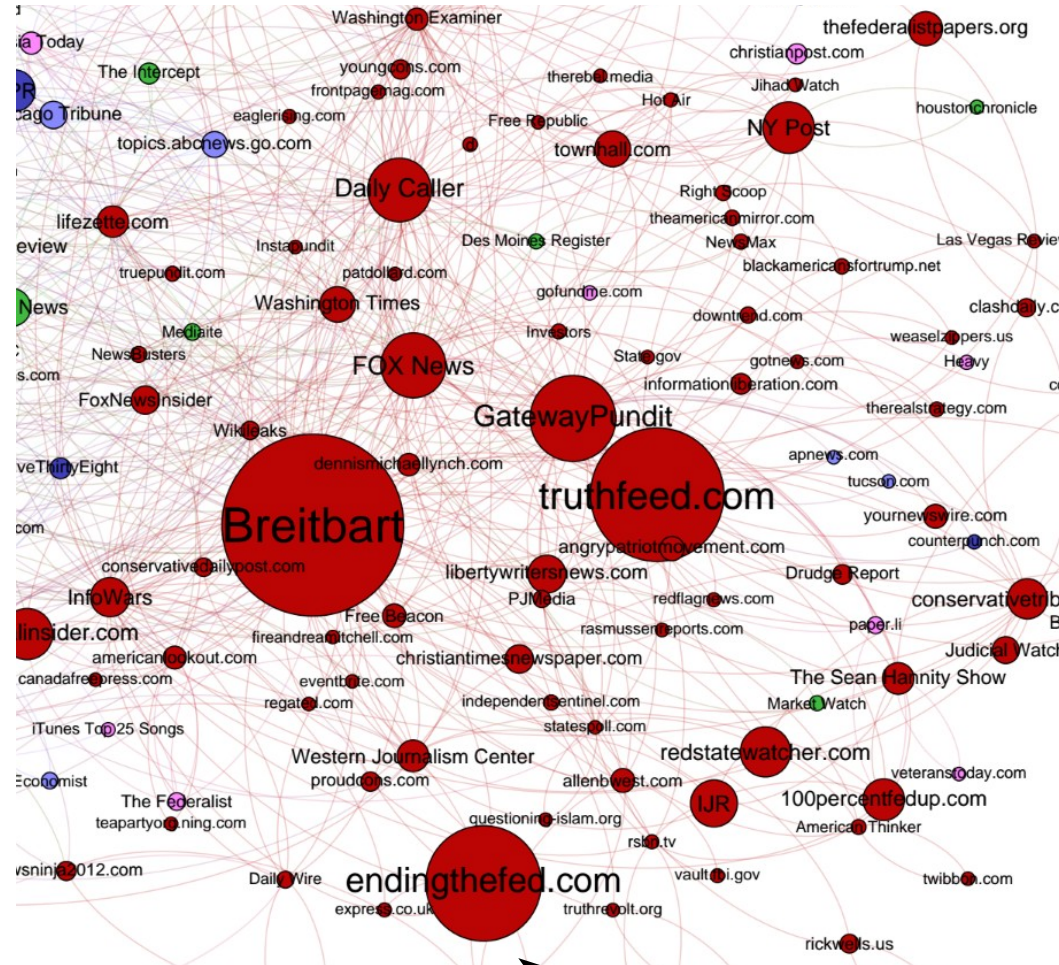 Washington Examiner
thefederalistpapers.org
ia Today
christianpost.com
The Intercept
youngcons.com
therebel.media
Jihad Watch
PR
frontpagemag.com
Hot Air
houstonchronicle
cago Tribune
eaglerising.com
Free Republic
NY Post
topics.abcnews.go.com
d
townhall.com
Daily Caller
Right Scoop
lifezette.com
theamericanmirror.com
eview
Instapundit
Des Moines Register
NewsMax
Las Vegas Revie
truepundit.com
patdollard.com
blackamericansfortrump.net
gofundme.com
News
Washington Times
downtrend.com
clashdaily.c
Mediaite
Investors
weaselzippers.us
NewsBusters
State.gov
gotnews.com
Heavy
s.com
FOX News
informationliberation.com
FoxNewsInsider
GatewayPundit
therealstrategy.com
Wikileaks
veThirtyEight
dennismichaellynch.com
apnews.com
tucson.com
truthfeed.com
Breitbart
yournewswire.com
com
angrypatriotmovement.com
counterpunch.com
conservativedailypost.com
libertywritersnews.com
Drudge Report
InfoWars
PJMedia
redflagnews.com
conservativetrib
Free Beacon
paper.li
B
alinsider.com
fireandreamitchell.com
rasmussenreports.com
americanlookout.com
christiantimesnewspaper.com
Judicial Watch
canadafreepress.com
eventbrite.com
The Sean Hannity Show
regated.com
independentsentinel.com
Market Watch
iTunes Top 25 Songs
statespoll.com
Western Journalism Center
redstatewatcher.com
Economist
proudcons.com
allenbwest.com
veteranstoday.com
The Federalist
IJR
100percentfedup.com
teapartyorg.ning.com
questioning-islam.org
American Thinker
rsbn.tv
wsninja2012.com
Daily Wire
endingthefed.com
vault.fbi.gov
twibbon.com
express.co.uk
truthrevolt.org
rickwells.us